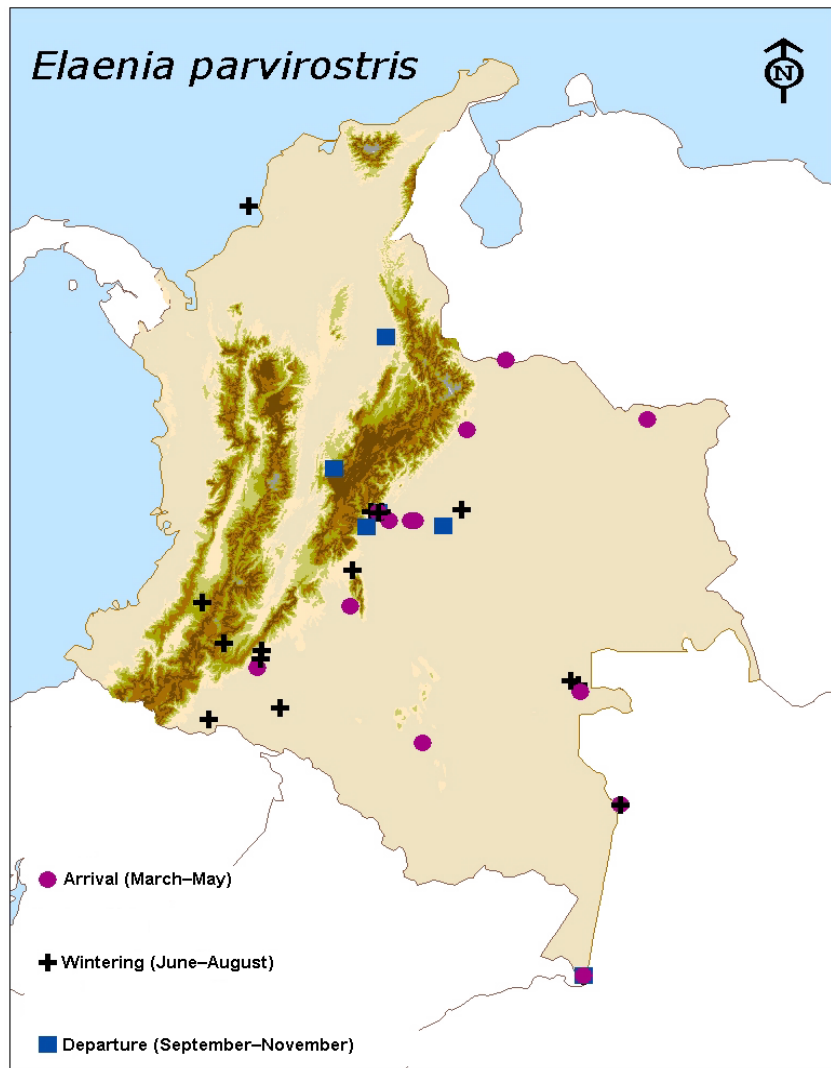 Elaenia parvirostris
N
Arrival (March–May)
Wintering (June–August)
Departure (September–November)